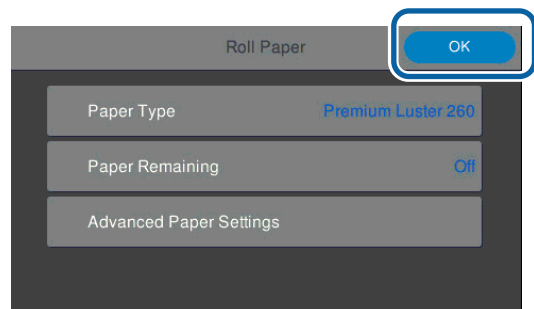 Roll Paper
OK
Paper Type Premium Luster 260
Paper Remaining Off
Advanced Paper Settings